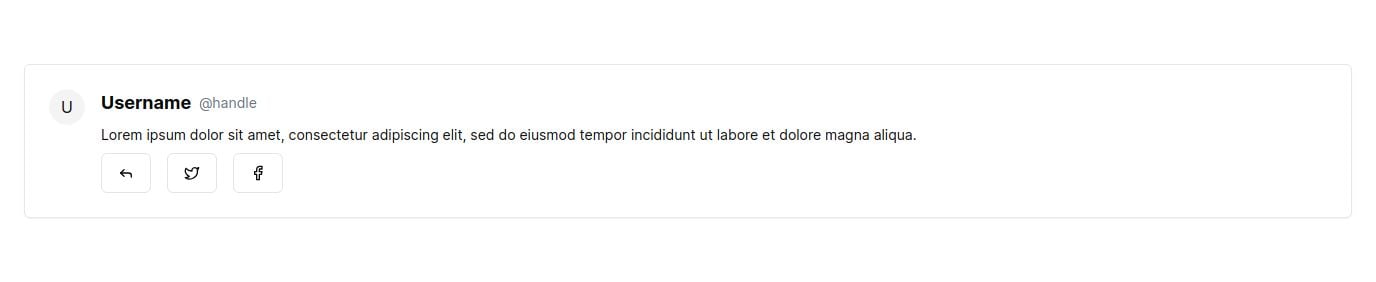 U
Username @handle
Lorem ipsum dolor sit amet, consectetur adipiscing elit, sed do eiusmod tempor incididunt ut labore et dolore magna aliqua.